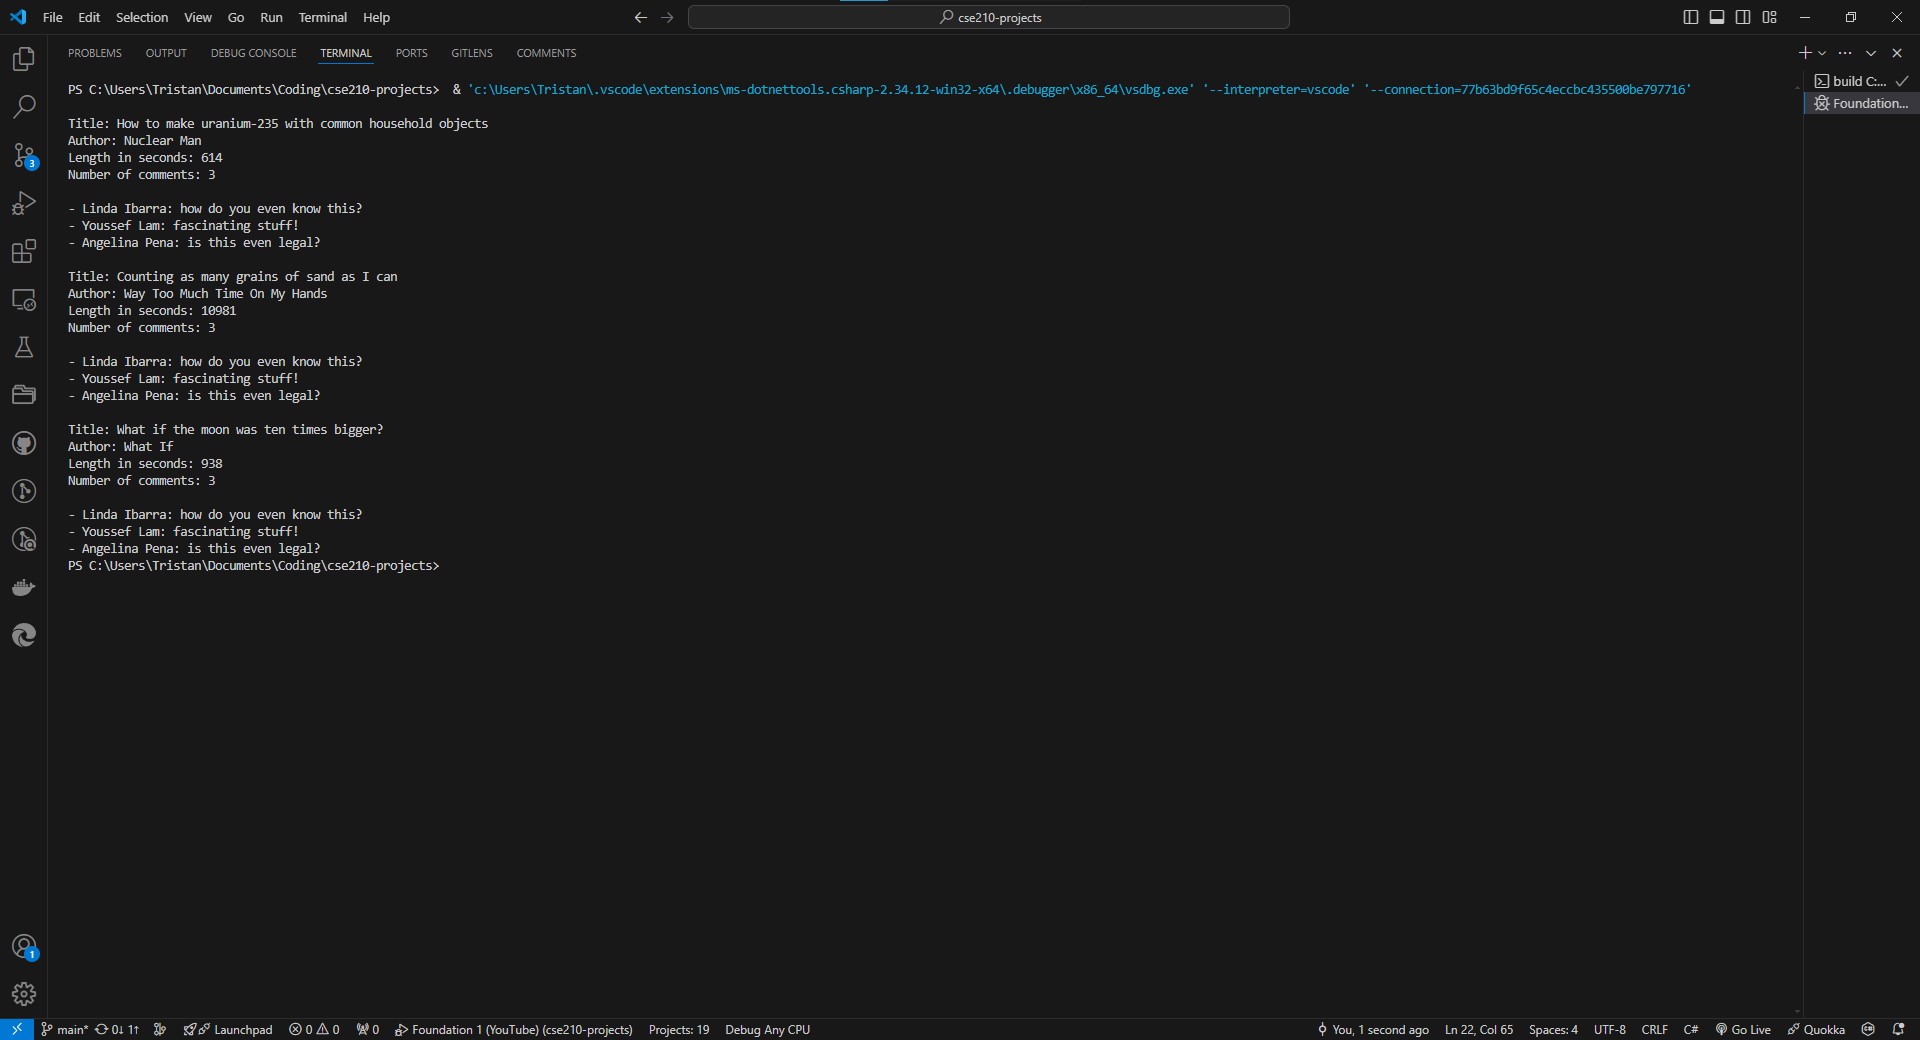 File Edit Selection View Go Run Terminal Help
cse210-projects
PROBLEMS OUTPUT DEBUG CONSOLE TERMINAL PORTS GITLENS COMMENTS
PS C:\Users\Tristan\Documents\Coding\cse210-projects>  & 'c:\Users\Tristan\.vscode\extensions\ms-dotnettools.csharp-2.34.12-win32-x64\.debugger\x86_64\vsdbg.exe' '--interpreter=vscode' '--connection=77b63bd9f65c4eccbc435500be797716'
build C:...
Foundation...
Title: How to make uranium-235 with common household objects
Author: Nuclear Man
Length in seconds: 614
Number of comments: 3
- Linda Ibarra: how do you even know this?
- Youssef Lam: fascinating stuff!
- Angelina Pena: is this even legal?
Title: Counting as many grains of sand as I can
Author: Way Too Much Time On My Hands
Length in seconds: 10981
Number of comments: 3
- Linda Ibarra: how do you even know this?
- Youssef Lam: fascinating stuff!
- Angelina Pena: is this even legal?
Title: What if the moon was ten times bigger?
Author: What If
Length in seconds: 938
Number of comments: 3
- Linda Ibarra: how do you even know this?
- Youssef Lam: fascinating stuff!
- Angelina Pena: is this even legal?
PS C:\Users\Tristan\Documents\Coding\cse210-projects>
3
1
main* 0↓ 1↑ Launchpad 0 0 0 Foundation 1 (YouTube) (cse210-projects) Projects: 19 Debug Any CPU You, 1 second ago Ln 22, Col 65 Spaces: 4 UTF-8 CRLF C# Go Live Quokka